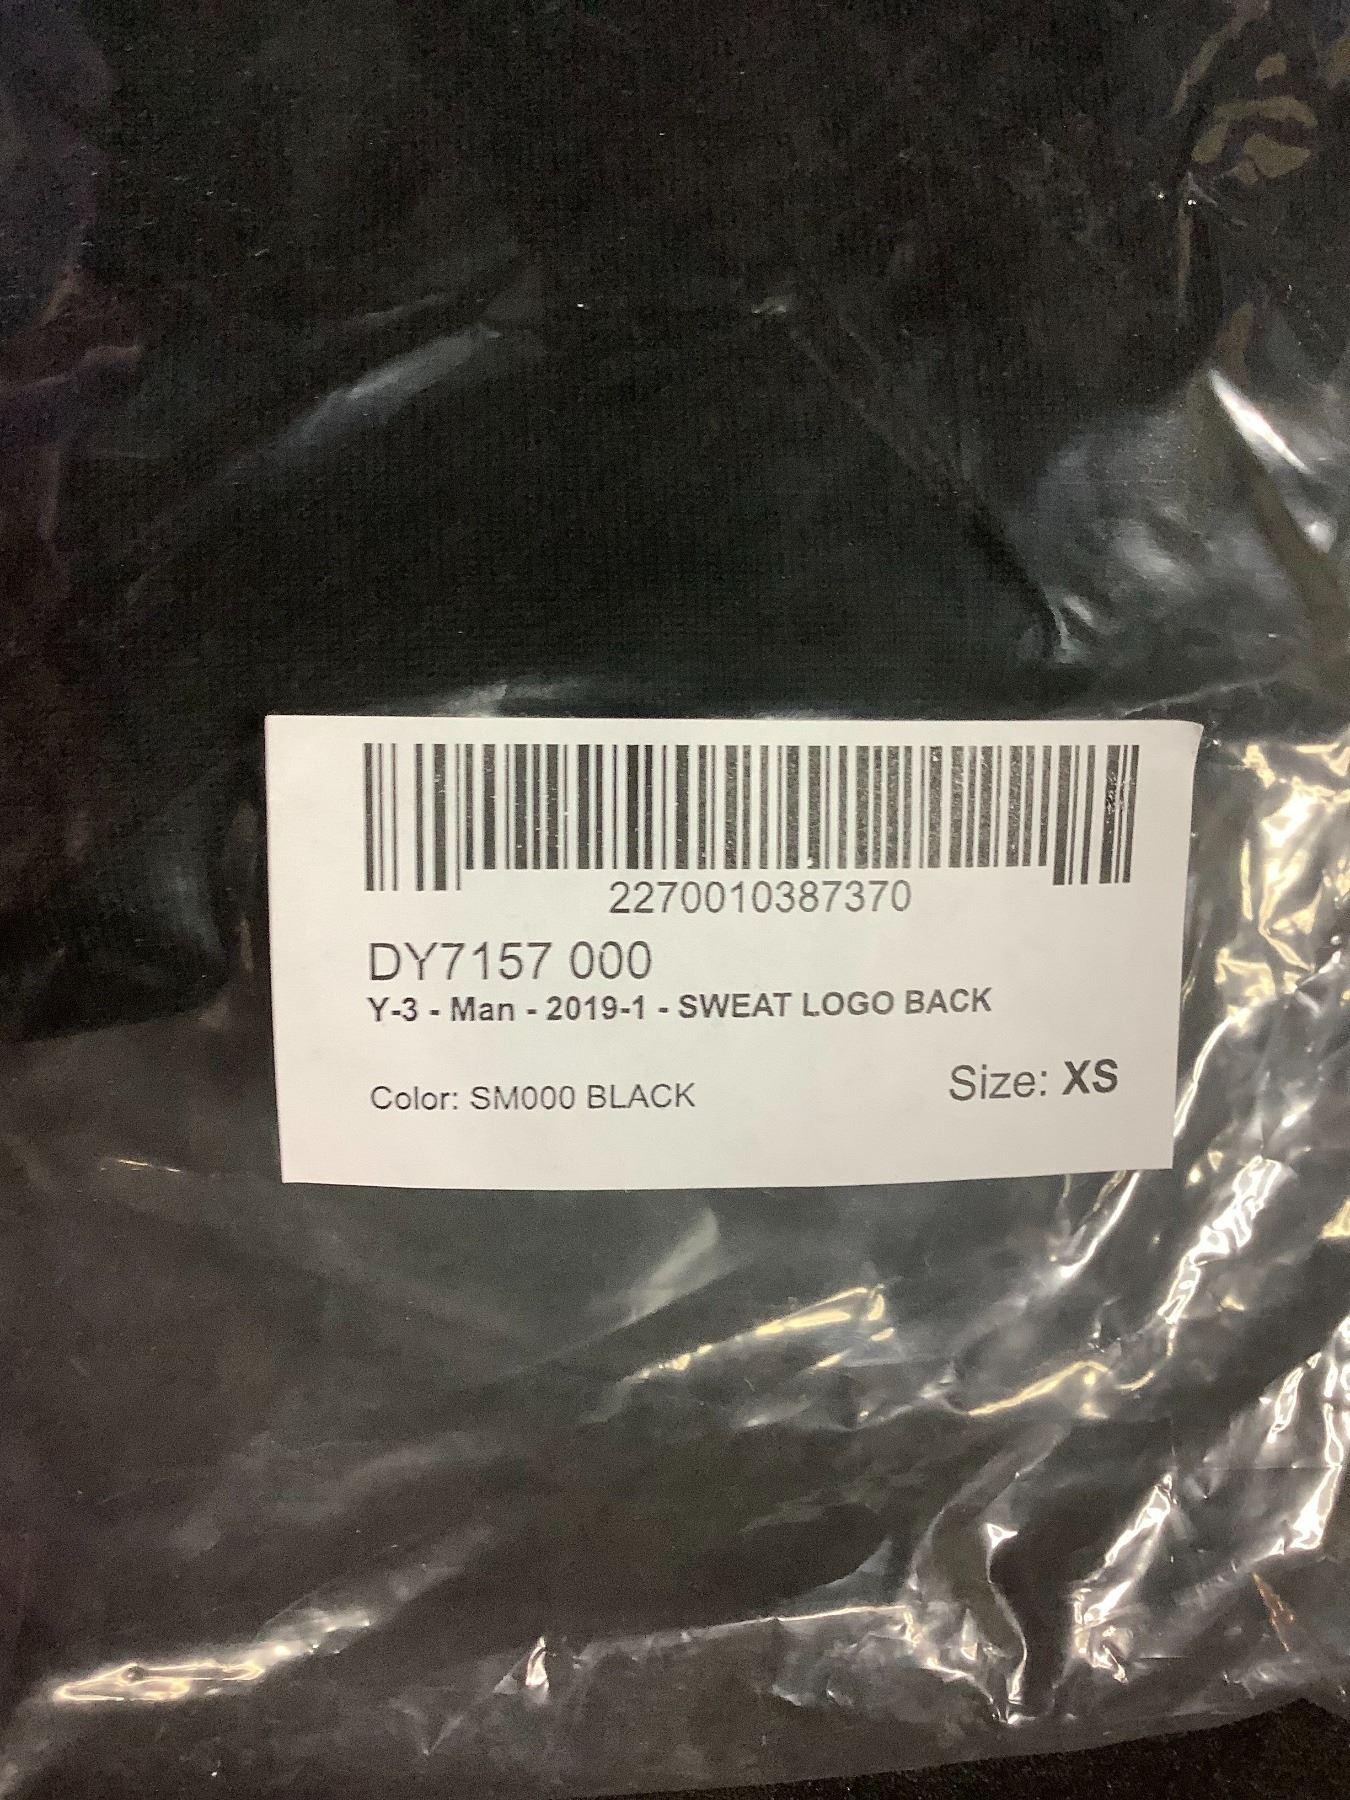 2270010387370
DY7157 000
Y-3 - Man - 2019-1 - SWEAT LOGO BACK
Color: SM000 BLACK
Size: XS